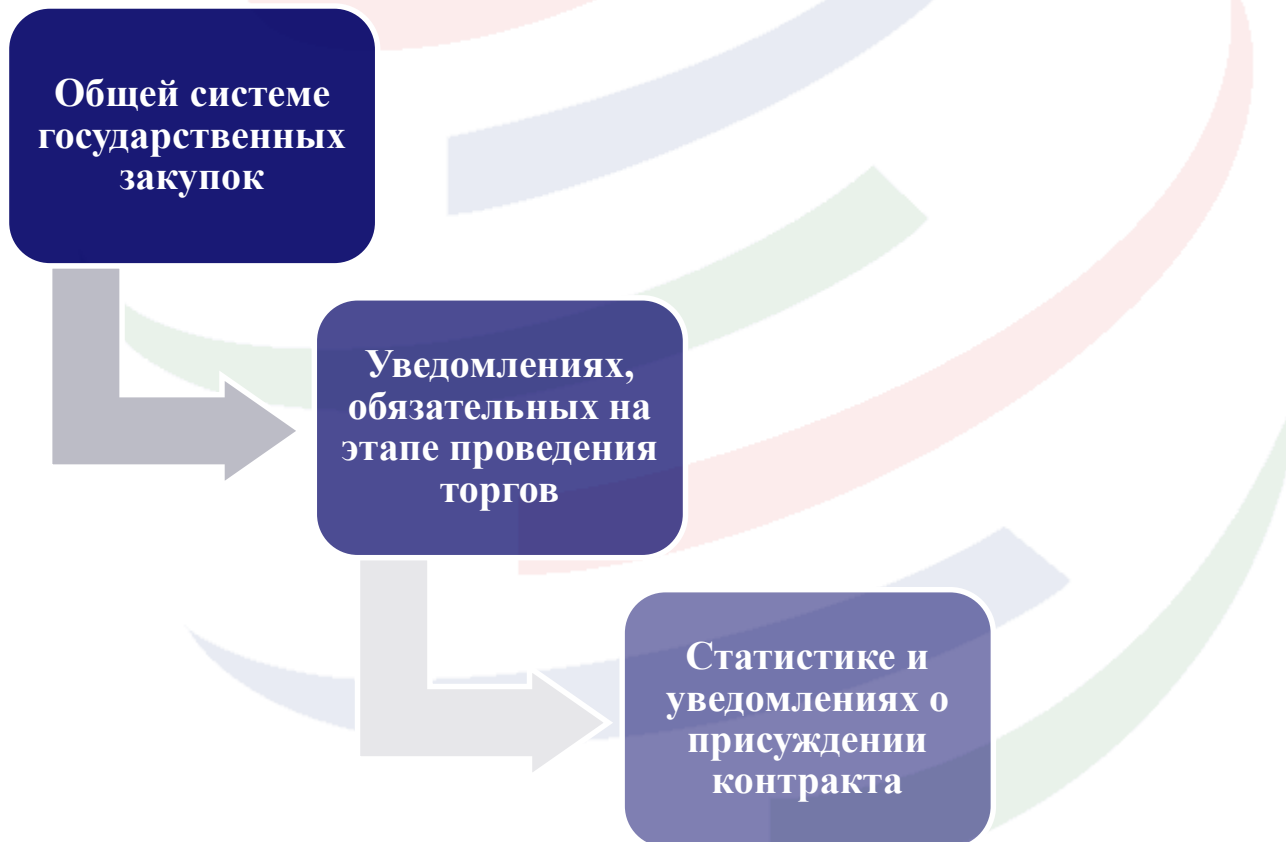 Общей системе
государственных
закупок
Уведомлениях,
обязательных на
этапе проведения
торгов
Статистике и
уведомлениях о
присуждении
контракта